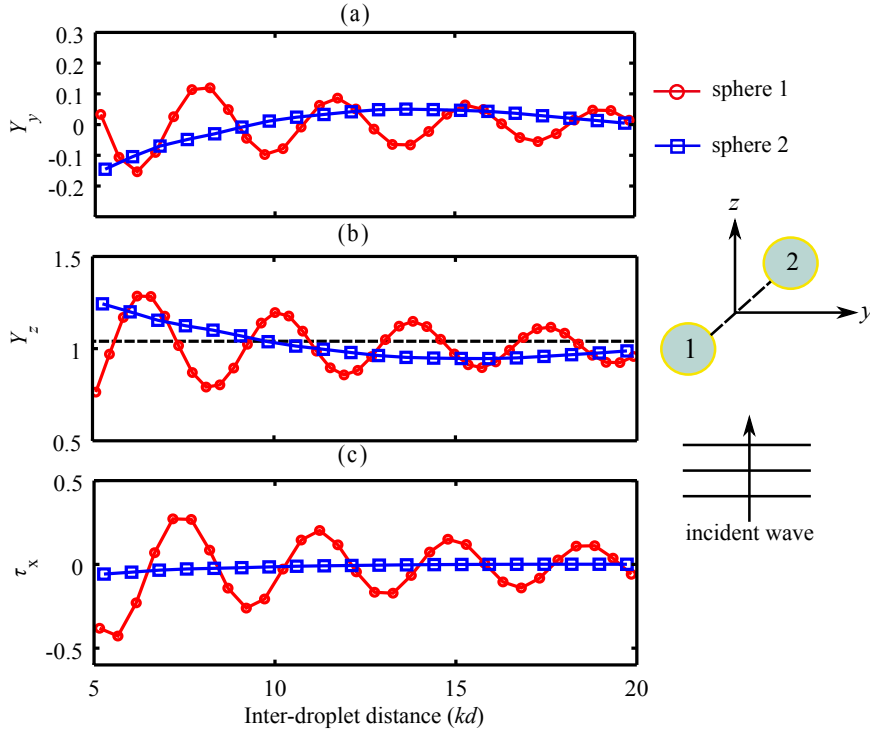 (a)
0.3
0.2
0.1
0
-0.1
-0.2
Y_y
sphere 1
sphere 2
(b)
1.5
1
0.5
Y_z
z
y
1
2
incident wave
(c)
0.5
0
-0.5
τ_x
5
10
15
20
Inter-droplet distance (kd)